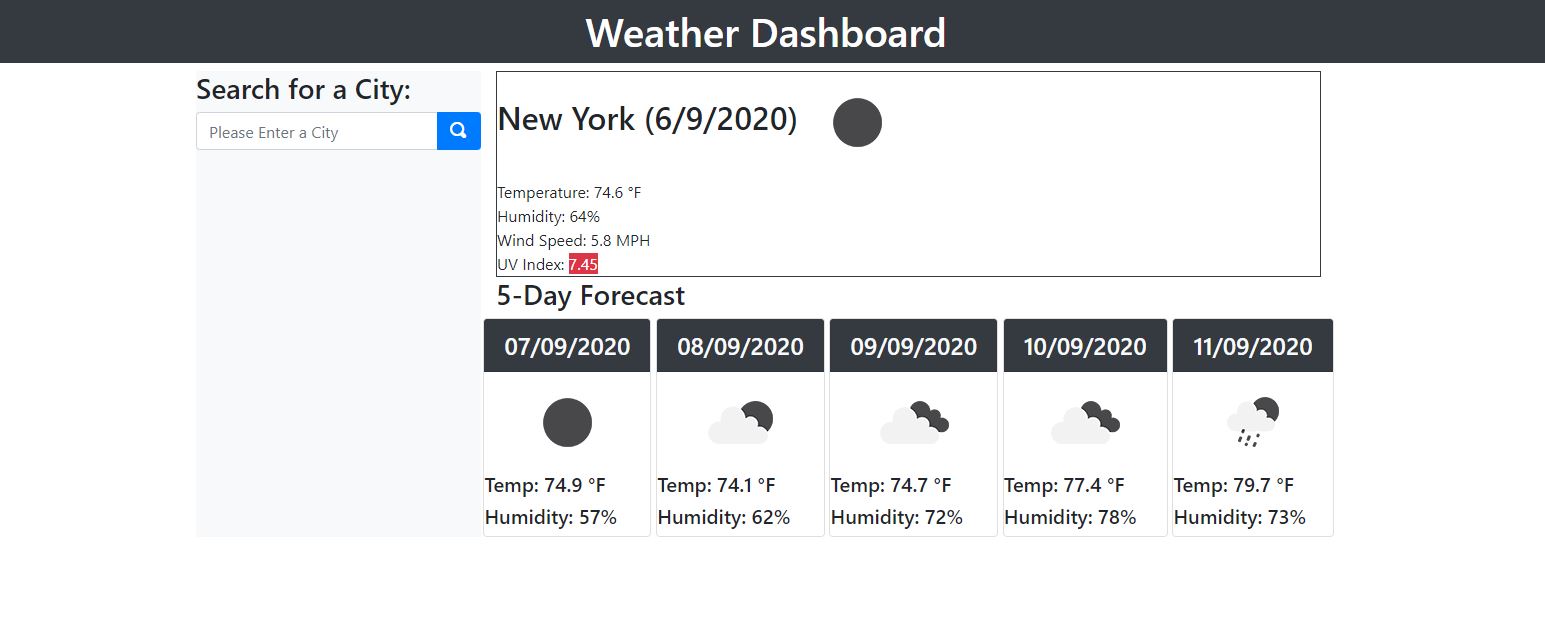 Weather Dashboard
Search for a City:
Please Enter a City
New York (6/9/2020)
Temperature: 74.6 °F
Humidity: 64%
Wind Speed: 5.8 MPH
UV Index: 7.45
5-Day Forecast
07/09/2020
Temp: 74.9 °F
Humidity: 57%
08/09/2020
Temp: 74.1 °F
Humidity: 62%
09/09/2020
Temp: 74.7 °F
Humidity: 72%
10/09/2020
Temp: 77.4 °F
Humidity: 78%
11/09/2020
Temp: 79.7 °F
Humidity: 73%